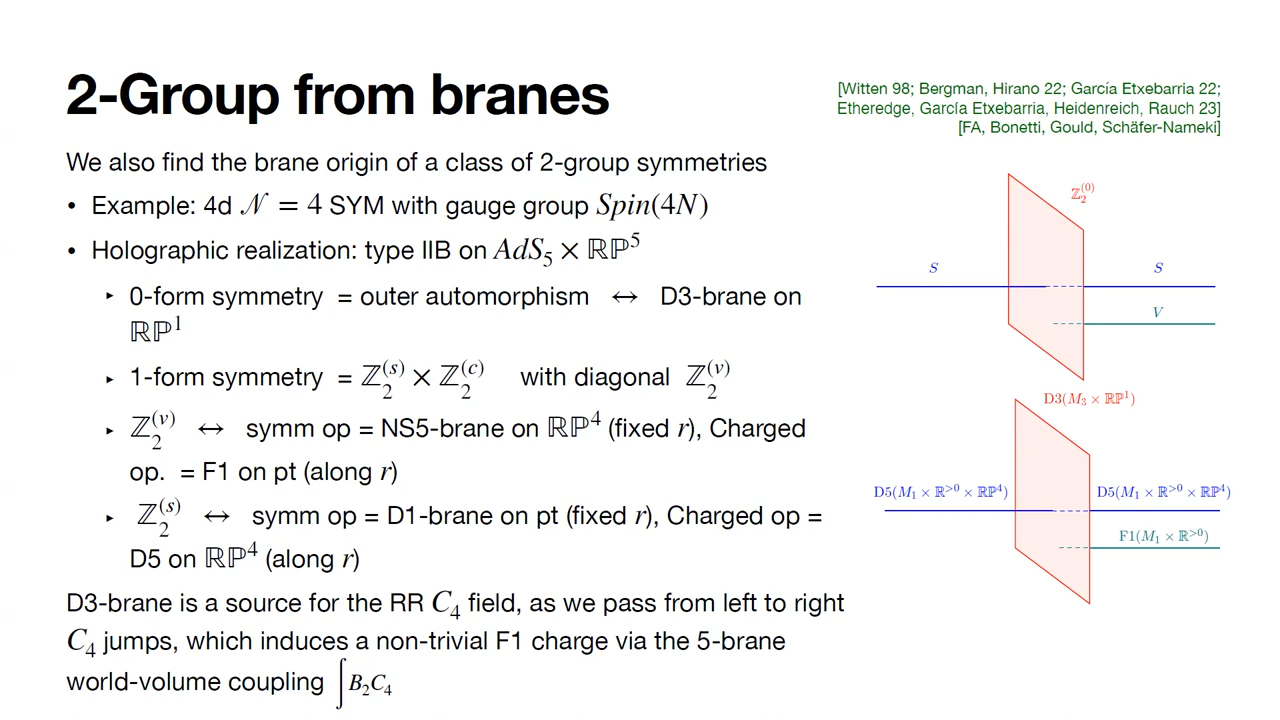 2-Group from branes
[Witten 98; Bergman, Hirano 22; García Etxebarria 22;
Etheredge, García Etxebarria, Heidenreich, Rauch 23]
[FA, Bonetti, Gould, Schäfer-Nameki]
We also find the brane origin of a class of 2-group symmetries
• Example: 4d 𝒩 = 4 SYM with gauge group Spin(4N)
• Holographic realization: type IIB on AdS₅ × ℝℙ⁵
‣ 0-form symmetry = outer automorphism ↔ D3-brane on
ℝℙ¹
‣ 1-form symmetry = ℤ₂^(s) × ℤ₂^(c) with diagonal ℤ₂^(v)
‣ ℤ₂^(v) ↔ symm op = NS5-brane on ℝℙ⁴ (fixed r), Charged
op. = F1 on pt (along r)
‣ ℤ₂^(s) ↔ symm op = D1-brane on pt (fixed r), Charged op =
D5 on ℝℙ⁴ (along r)
D3-brane is a source for the RR C₄ field, as we pass from left to right
C₄ jumps, which induces a non-trivial F1 charge via the 5-brane
world-volume coupling ∫B₂C₄
ℤ₂^(0)
S
S
V
D3(M₃ × ℝℙ¹)
D5(M₁ × ℝ^>0 × ℝℙ⁴)
D5(M₁ × ℝ^>0 × ℝℙ⁴)
F1(M₁ × ℝ^>0)